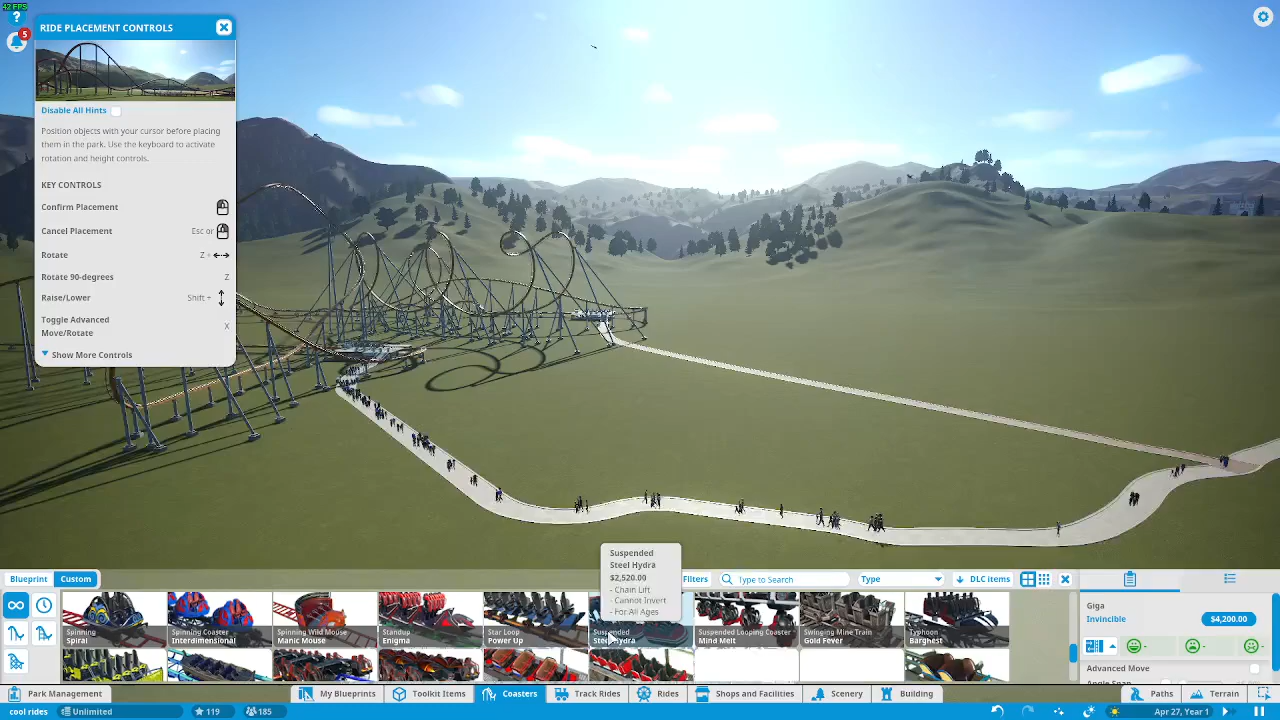 42 FPS
?
5
RIDE PLACEMENT CONTROLS
Disable All Hints
Position objects with your cursor before placing
them in the park. Use the keyboard to activate
rotation and height controls.
KEY CONTROLS
Confirm Placement
Cancel Placement Esc or
Rotate Z +
Rotate 90-degrees Z
Raise/Lower Shift +
Toggle Advanced
Move/Rotate X
Show More Controls
Suspended
Steel Hydra
$2,520.00
- Chain Lift
- Cannot Invert
- For All Ages
Blueprint Custom
Filters
Type to Search
Type
DLC items
Spinning
Spiral
Spinning Coaster
Interdimensional
Spinning Wild Mouse
Manic Mouse
Standup
Engima
Star Loop
Power Up
Suspended
Steel Hydra
Suspended Looping Coaster
Mind Melt
Swinging Mine Train
Gold Fever
Typhoon
Barghest
Giga
Invincible
$4,200.00
Advanced Move
Park Management
My Blueprints
Toolkit Items
Coasters
Track Rides
Rides
Shops and Facilities
Scenery
Building
Paths
Terrain
cool rides
Unlimited
119
185
Apr 27, Year 1